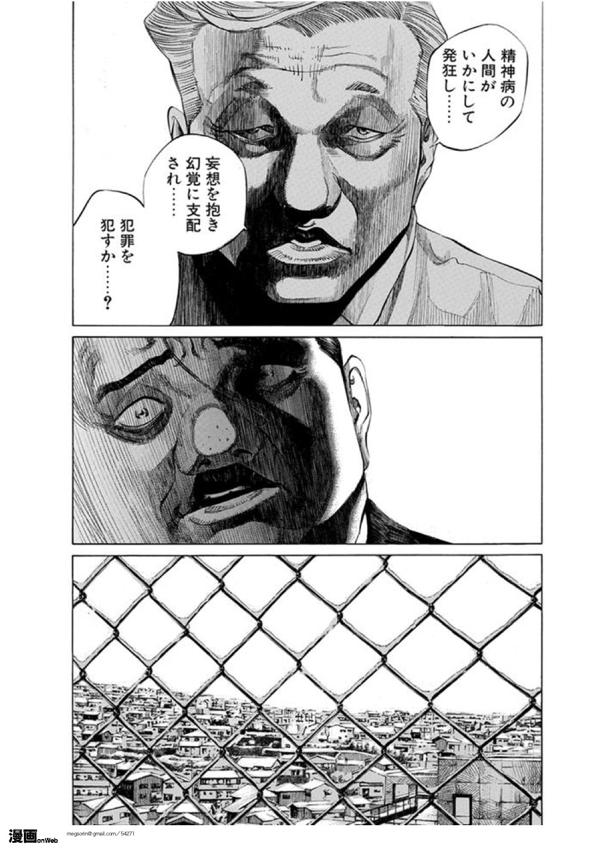 精神病の
人間が
いかにして
発狂し……
妄想を抱き
幻覚に支配
され……
犯罪を
犯すか……？
漫画onWeb
megaorin@gmail.com/54271